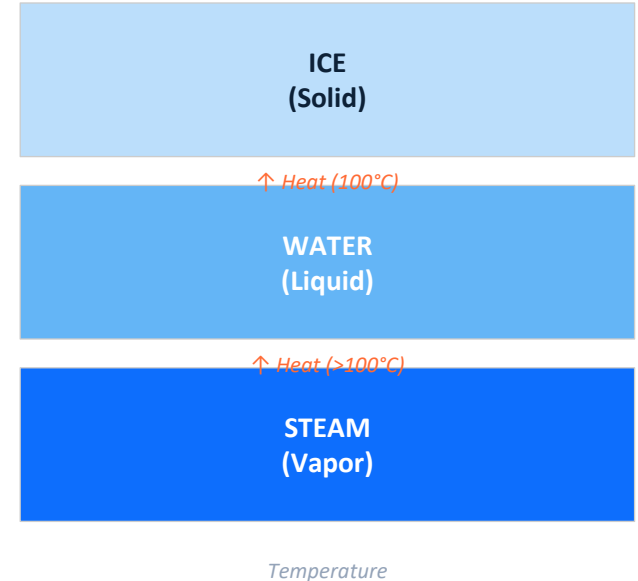 ICE
(Solid)
↑ Heat (100°C)
WATER
(Liquid)
↑ Heat (>100°C)
STEAM
(Vapor)
Temperature